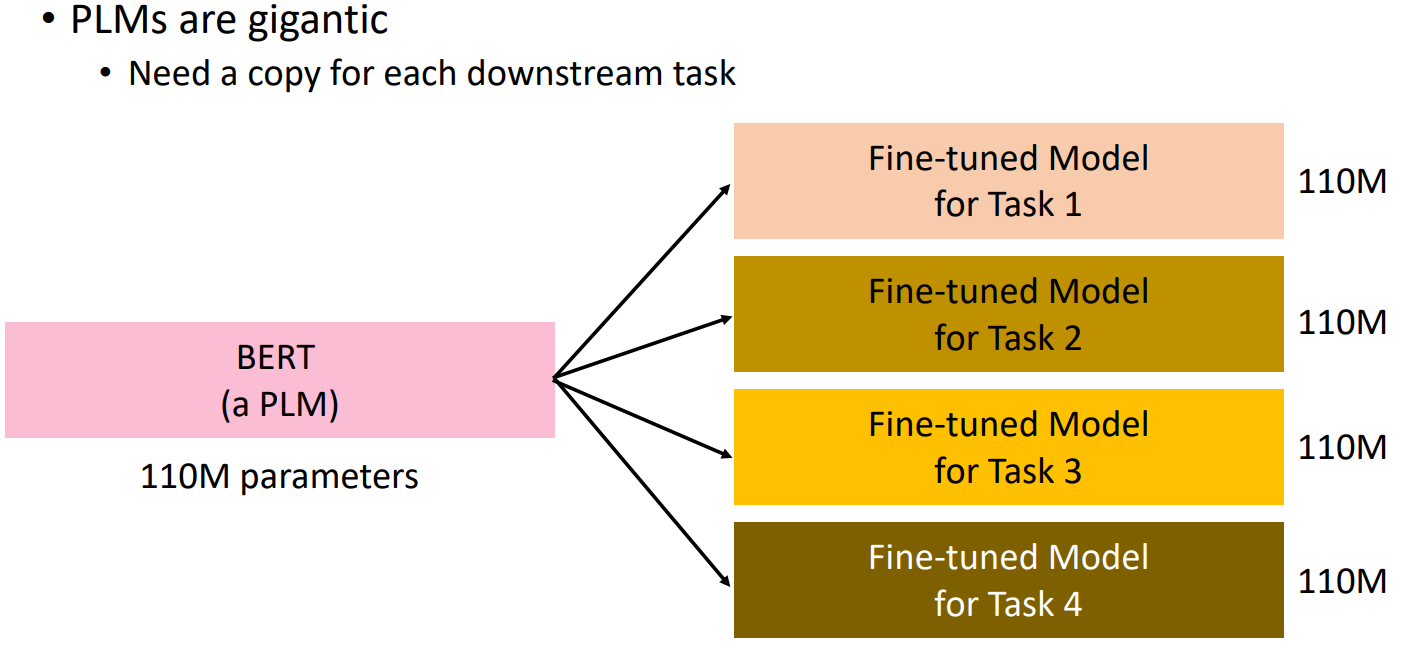 • PLMs are gigantic
• Need a copy for each downstream task
Fine-tuned Model
for Task 1
110M
Fine-tuned Model
for Task 2
110M
BERT
(a PLM)
110M parameters
Fine-tuned Model
for Task 3
110M
Fine-tuned Model
for Task 4
110M